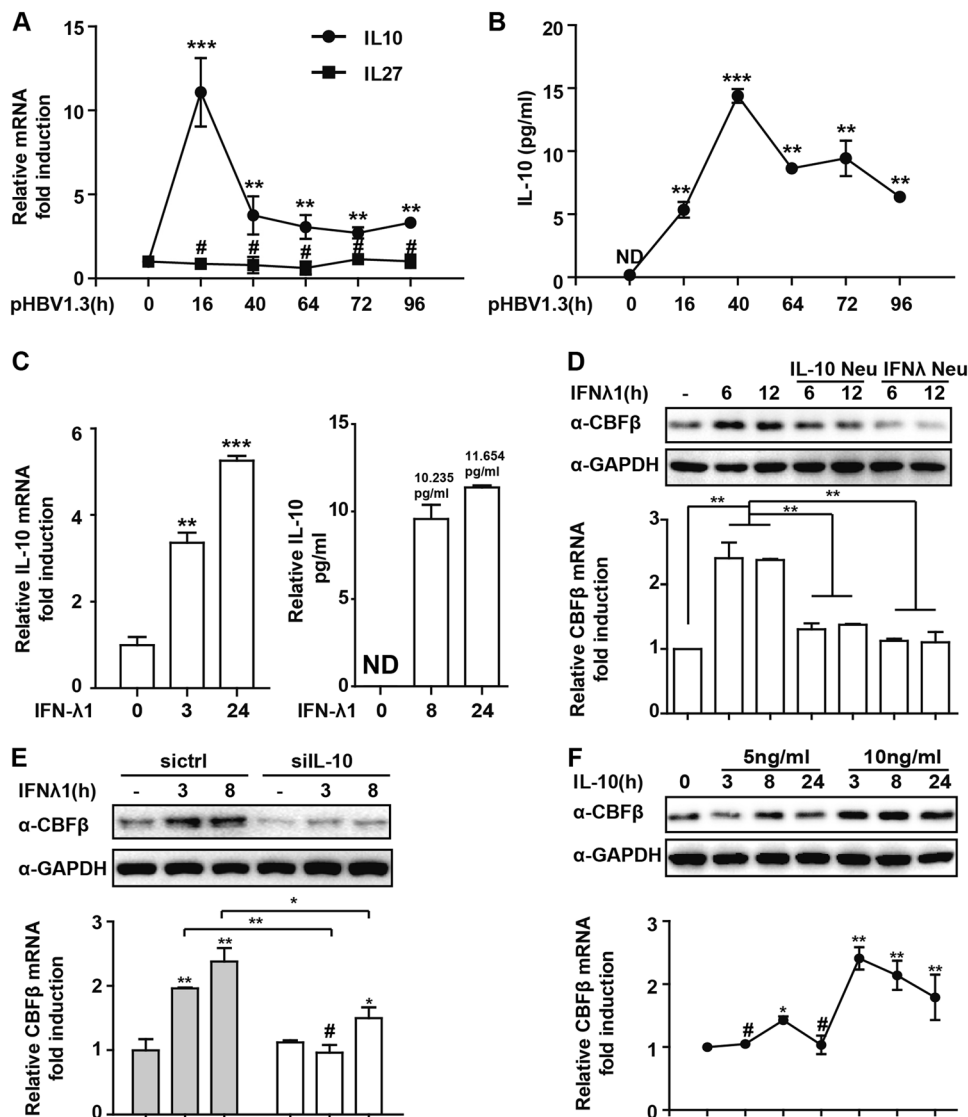 A
Relative mRNA
fold induction
15
10
5
0
***
**
**
**
**
#
#
#
#
#
IL10
IL27
pHBV1.3(h)
0 16 40 64 72 96
B
IL-10 (pg/ml)
20
15
10
5
0
ND
**
***
**
**
**
pHBV1.3(h)
0 16 40 64 72 96
C
Relative IL-10 mRNA
fold induction
6
4
2
0
**
***
IFN-λ1 0 3 24
Relative IL-10
pg/ml
15
10
5
0
ND
10.235
pg/ml
11.654
pg/ml
IFN-λ1 0 8 24
D
IL-10 Neu IFNλ Neu
IFNλ1(h) - 6 12 6 12 6 12
α-CBFβ
α-GAPDH
Relative CBFβ mRNA
fold induction
3
2
1
0
**
**
**
E
sictrl siIL-10
IFNλ1(h) - 3 8 - 3 8
α-CBFβ
α-GAPDH
Relative CBFβ mRNA
fold induction
3
2
1
0
*
**
**
**
#
*
F
5ng/ml 10ng/ml
IL-10(h) 0 3 8 24 3 8 24
α-CBFβ
α-GAPDH
Relative CBFβ mRNA
fold induction
3
2
1
0
#
*
#
**
**
**